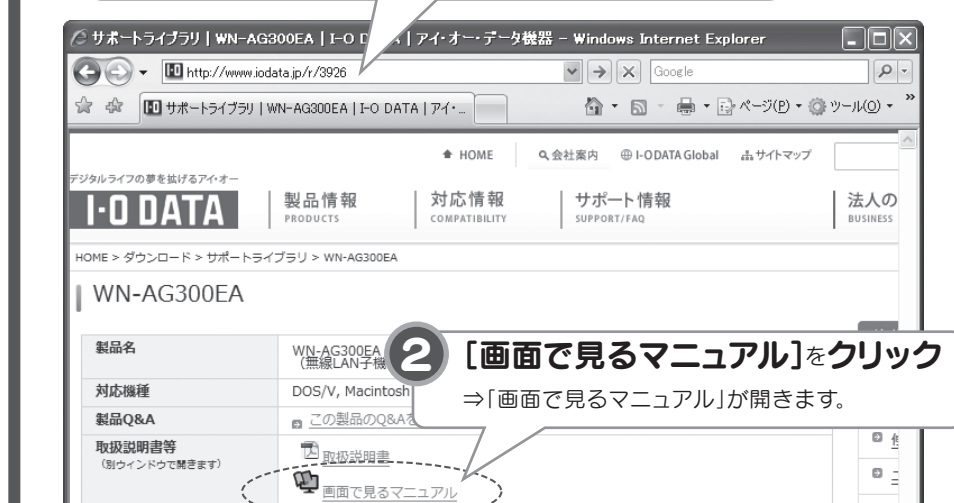 サポートライブラリ | WN-AG300EA | I-O D | アイ・オー・データ機器 - Windows Internet Explorer
http://www.iodata.jp/r/3926
Google
サポートライブラリ | WN-AG300EA | I-O DATA | アイ・...
ページ(P)
ツール(O)
HOME
会社案内
I-O DATA Global
サイトマップ
デジタルライフの夢を拡げるアイ・オー
I-O DATA
製品情報
PRODUCTS
対応情報
COMPATIBILITY
サポート情報
SUPPORT/FAQ
法人の
BUSINESS
HOME > ダウンロード > サポートライブラリ > WN-AG300EA
WN-AG300EA
製品名
WN-AG300EA
(無線LAN子機
2 [画面で見るマニュアル]をクリック
⇒「画面で見るマニュアル」が開きます。
対応機種
DOS/V, Macintosh
製品Q&A
この製品のQ&Aを
取扱説明書等
(別ウィンドウで開きます)
取扱説明書
画面で見るマニュアル